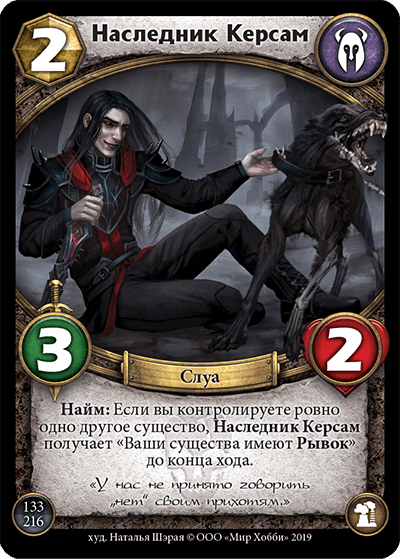 2
Наследник Керсам
3
2
Слуа
Найм: Если вы контролируете ровно
одно другое существо, Наследник Керсам
получает «Ваши существа имеют Рывок»
до конца хода.
«У нас не принято говорить
„нет“ своим прихотям.»
133
216
худ. Наталья Шэрая © ООО «Мир Хобби» 2019